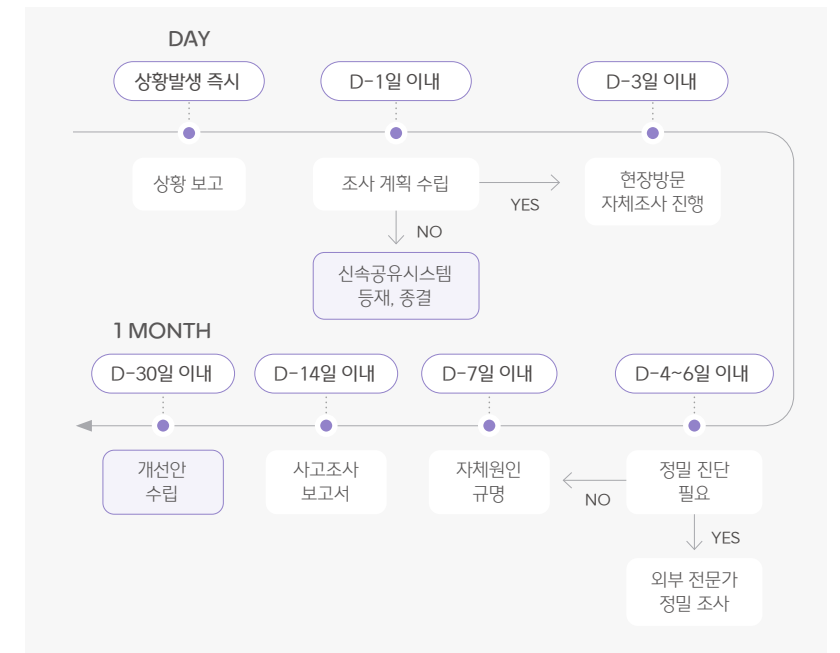 DAY
상황발생 즉시
D-1일 이내
D-3일 이내
상황 보고
조사 계획 수립
YES
현장방문
자체조사 진행
NO
신속공유시스템
등재, 종결
1 MONTH
D-30일 이내
D-14일 이내
D-7일 이내
D-4~6일 이내
개선안
수립
사고조사
보고서
자체원인
규명
NO
정밀 진단
필요
YES
외부 전문가
정밀 조사